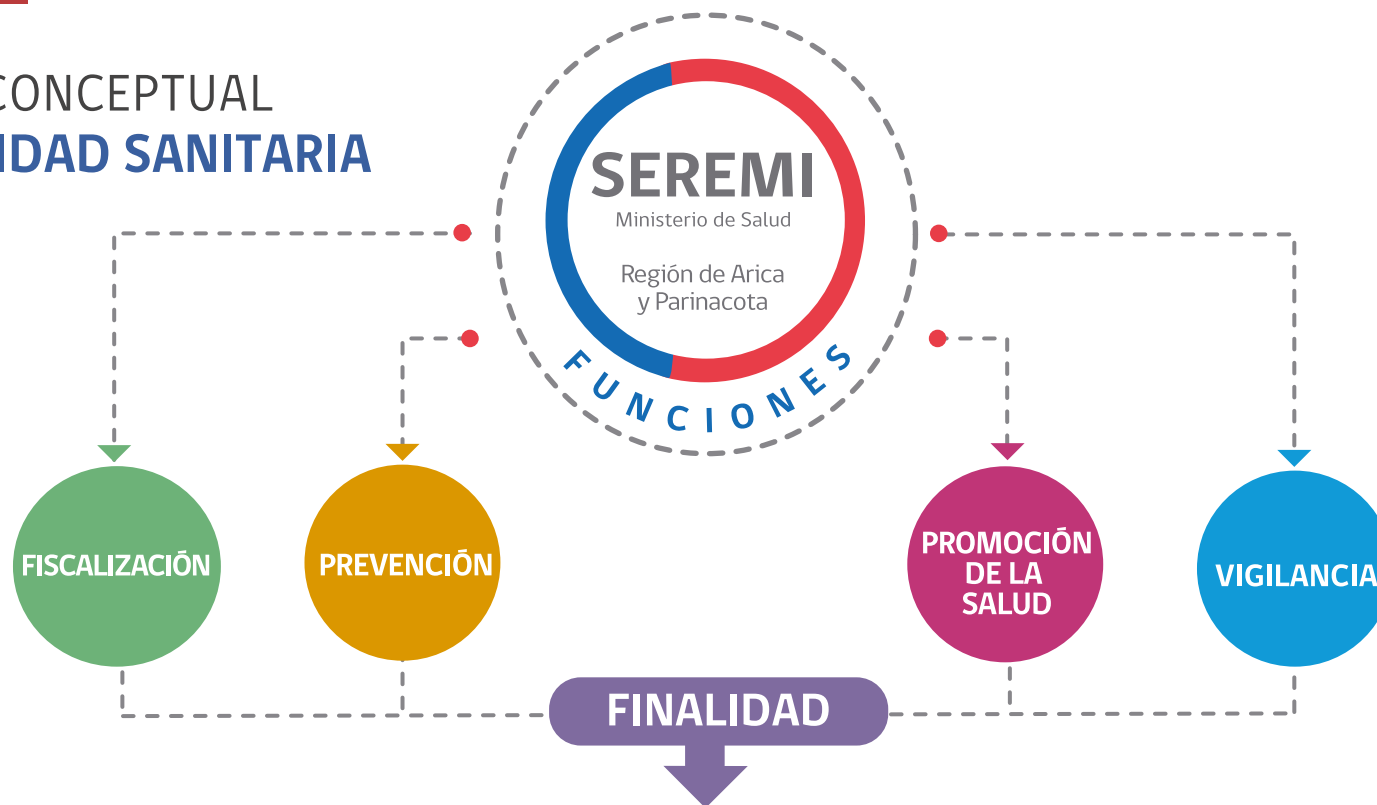 CONCEPTUAL
IDAD SANITARIA
SEREMI
Ministerio de Salud
Región de Arica
y Parinacota
FUNCIONES
FISCALIZACIÓN
PREVENCIÓN
PROMOCIÓN
DE LA
SALUD
VIGILANCIA
FINALIDAD